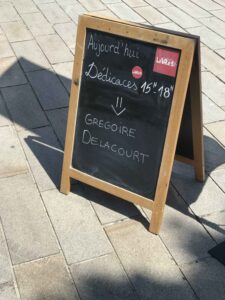 Aujourd'hui
Dédicaces 15H-18H
GREGOIRE
DELACOURT